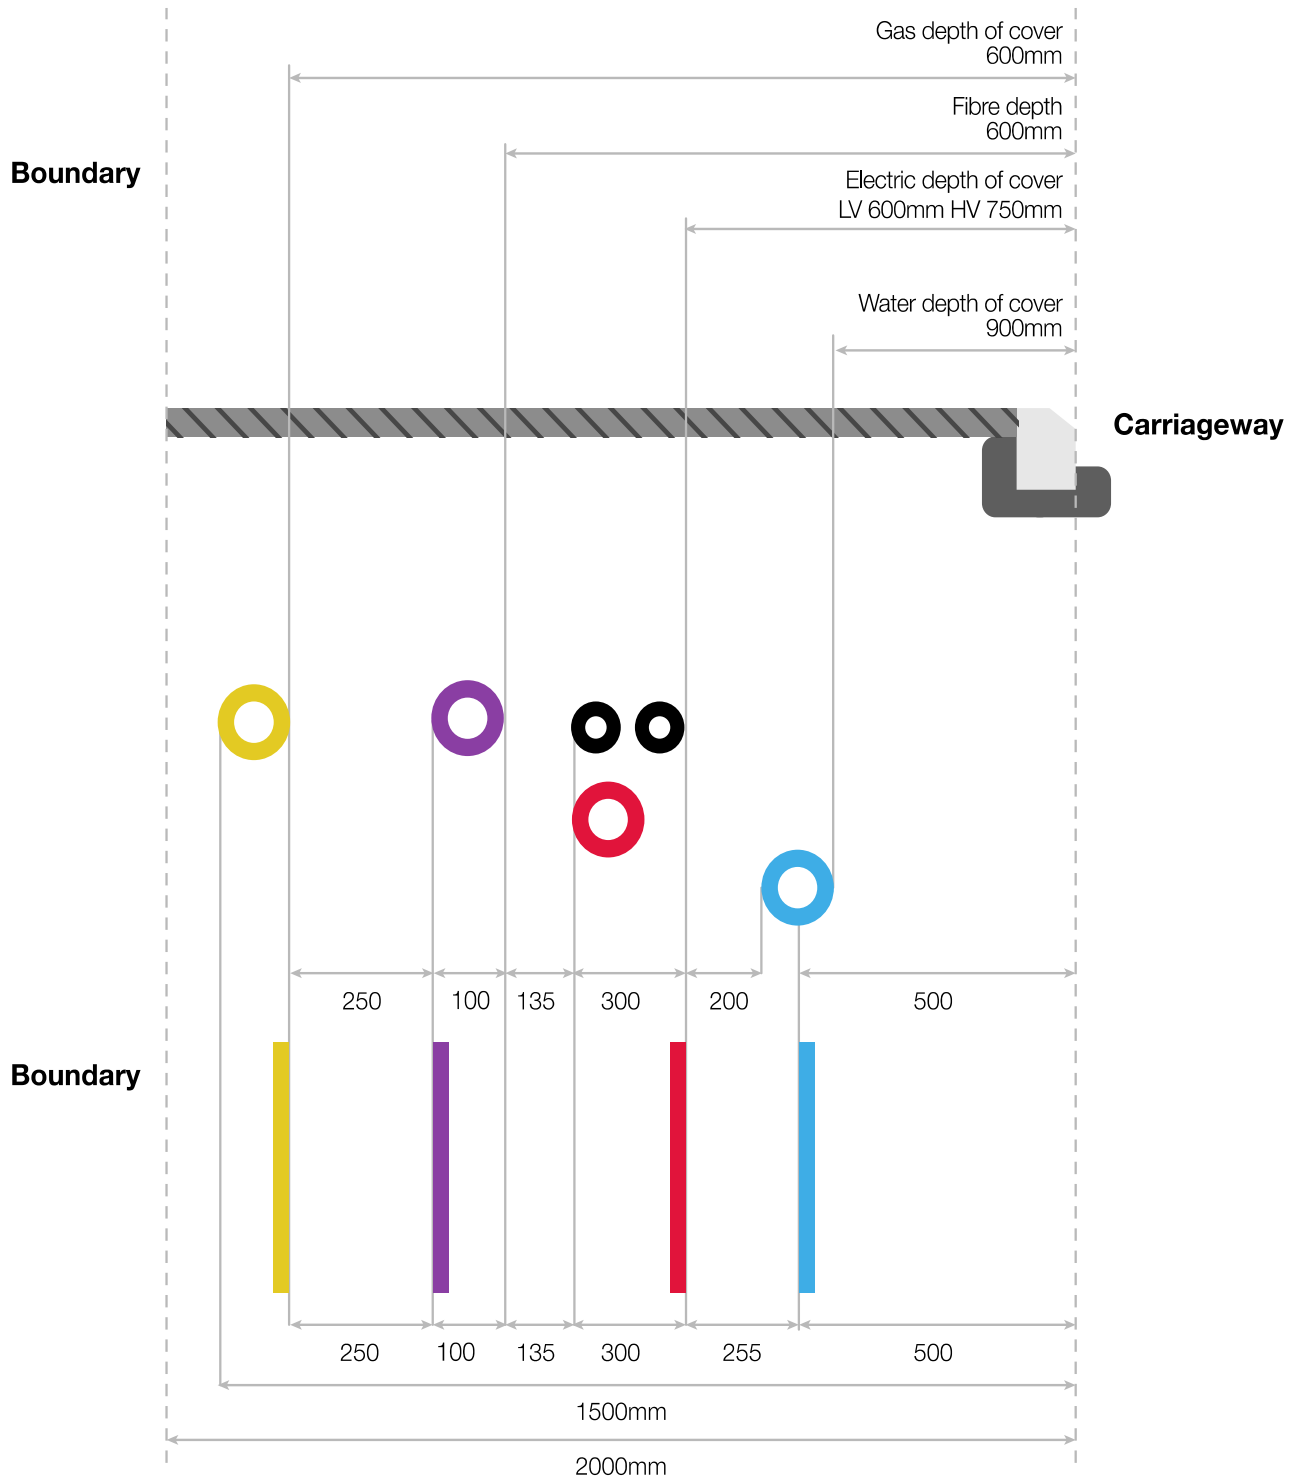 Gas depth of cover
600mm
Fibre depth
600mm
Boundary
Electric depth of cover
LV 600mm HV 750mm
Water depth of cover
900mm
Carriageway
250 100 135 300 200 500
Boundary
250 100 135 300 255 500
1500mm
2000mm